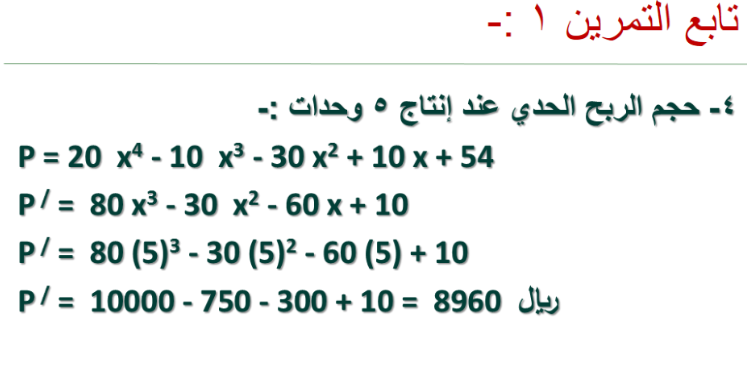 تابع التمرين ١ :-
٤- حجم الربح الحدي عند إنتاج ٥ وحدات :-
P = 20 x⁴ - 10 x³ - 30 x² + 10 x + 54
P / = 80 x³ - 30 x² - 60 x + 10
P / = 80 (5)³ - 30 (5)² - 60 (5) + 10
P / = 10000 - 750 - 300 + 10 = 8960 ريال